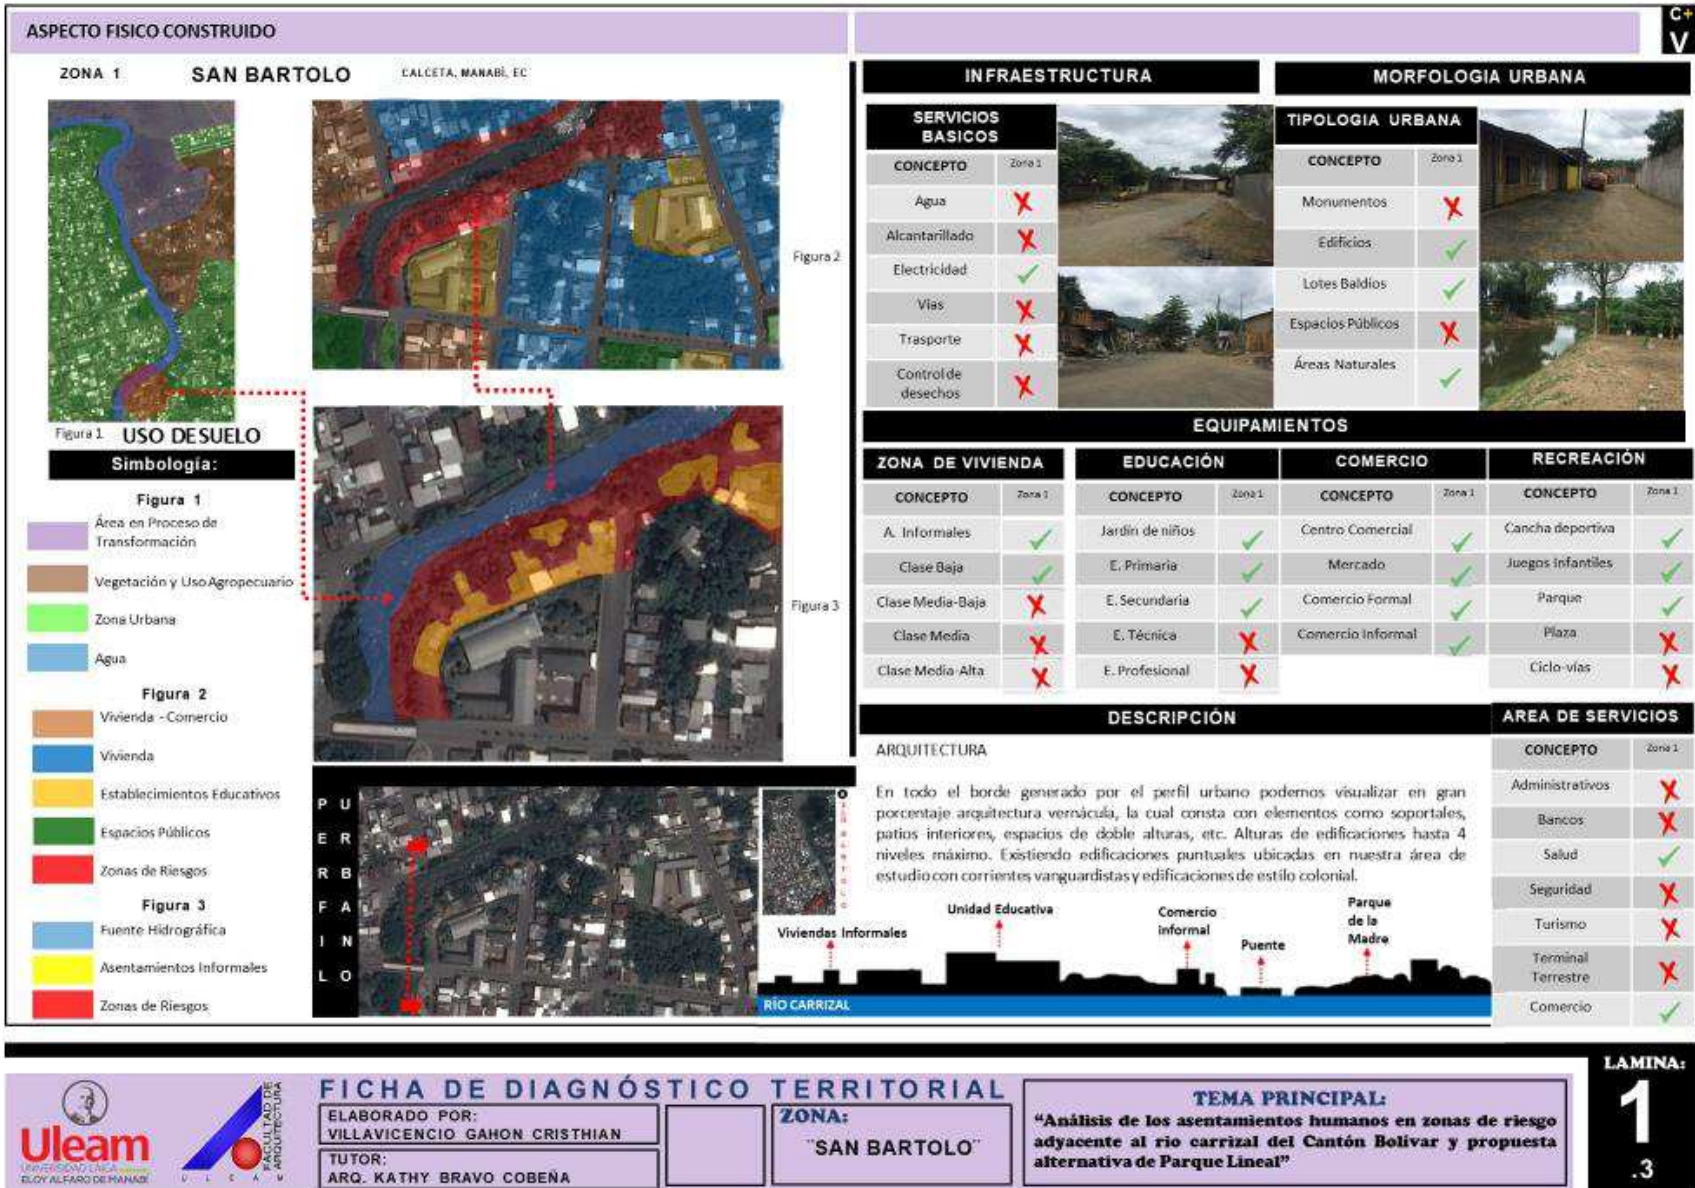 ASPECTO FISICO CONSTRUIDO
C+
V
ZONA 1
SAN BARTOLO
CALCETA, MANABÍ, EC
Figura 1
USO DE SUELO
Simbología:
Figura 1
Área en Proceso de
Transformación
Vegetación y Uso Agropecuario
Zona Urbana
Agua
Figura 2
Vivienda - Comercio
Vivienda
Establecimientos Educativos
Espacios Públicos
Zonas de Riesgos
Figura 3
Fuente Hidrográfica
Asentamientos Informales
Zonas de Riesgos
Figura 2
Figura 3
PERFIL
URBANO
INFRAESTRUCTURA
SERVICIOS
BASICOS
CONCEPTO Zona 1
Agua
Alcantarillado
Electricidad
Vías
Trasporte
Control de
desechos
MORFOLOGIA URBANA
TIPOLOGIA URBANA
CONCEPTO Zona 1
Monumentos
Edificios
Lotes Baldíos
Espacios Públicos
Áreas Naturales
EQUIPAMIENTOS
ZONA DE VIVIENDA
CONCEPTO Zona 1
A. Informales
Clase Baja
Clase Media-Baja
Clase Media
Clase Media-Alta
EDUCACIÓN
CONCEPTO Zona 1
Jardín de niños
E. Primaria
E. Secundaria
E. Técnica
E. Profesional
COMERCIO
CONCEPTO Zona 1
Centro Comercial
Mercado
Comercio Formal
Comercio Informal
RECREACIÓN
CONCEPTO Zona 1
Cancha deportiva
Juegos Infantiles
Parque
Plaza
Ciclo-vías
DESCRIPCIÓN
ARQUITECTURA
En todo el borde generado por el perfil urbano podemos visualizar en gran
porcentaje arquitectura vernácula, la cual consta con elementos como soportales,
patios interiores, espacios de doble alturas, etc. Alturas de edificaciones hasta 4
niveles máximo. Existiendo edificaciones puntuales ubicadas en nuestra área de
estudio con corrientes vanguardistas y edificaciones de estilo colonial.
Viviendas Informales
Unidad Educativa
Comercio
informal
Puente
Parque
de la
Madre
RÍO CARRIZAL
AREA DE SERVICIOS
CONCEPTO Zona 1
Administrativos
Bancos
Salud
Seguridad
Turismo
Terminal
Terrestre
Comercio
Uleam
UNIVERSIDAD LAICA
ELOY ALFARO DE MANABÍ
FACULTAD DE
ARQUITECTURA
U L E A M
FICHA DE DIAGNÓSTICO TERRITORIAL
ELABORADO POR:
VILLAVICENCIO GAHON CRISTHIAN
TUTOR:
ARQ. KATHY BRAVO COBEÑA
ZONA:
"SAN BARTOLO"
TEMA PRINCIPAL:
“Análisis de los asentamientos humanos en zonas de riesgo
adyacente al rio carrizal del Cantón Bolivar y propuesta
alternativa de Parque Lineal”
LAMINA:
1
.3